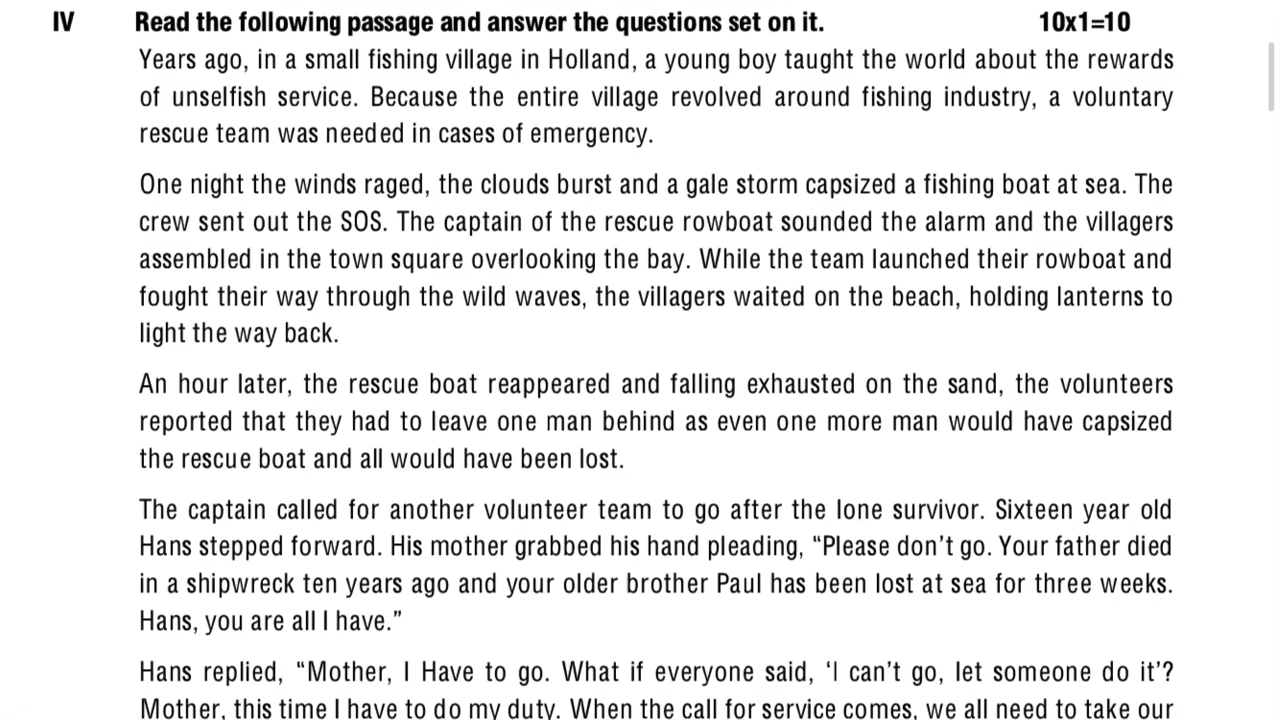 IV Read the following passage and answer the questions set on it. 10x1=10
Years ago, in a small fishing village in Holland, a young boy taught the world about the rewards
of unselfish service. Because the entire village revolved around fishing industry, a voluntary
rescue team was needed in cases of emergency.
One night the winds raged, the clouds burst and a gale storm capsized a fishing boat at sea. The
crew sent out the SOS. The captain of the rescue rowboat sounded the alarm and the villagers
assembled in the town square overlooking the bay. While the team launched their rowboat and
fought their way through the wild waves, the villagers waited on the beach, holding lanterns to
light the way back.
An hour later, the rescue boat reappeared and falling exhausted on the sand, the volunteers
reported that they had to leave one man behind as even one more man would have capsized
the rescue boat and all would have been lost.
The captain called for another volunteer team to go after the lone survivor. Sixteen year old
Hans stepped forward. His mother grabbed his hand pleading, “Please don’t go. Your father died
in a shipwreck ten years ago and your older brother Paul has been lost at sea for three weeks.
Hans, you are all I have.”
Hans replied, “Mother, I Have to go. What if everyone said, ‘I can’t go, let someone do it’?
Mother, this time I have to do my duty. When the call for service comes, we all need to take our